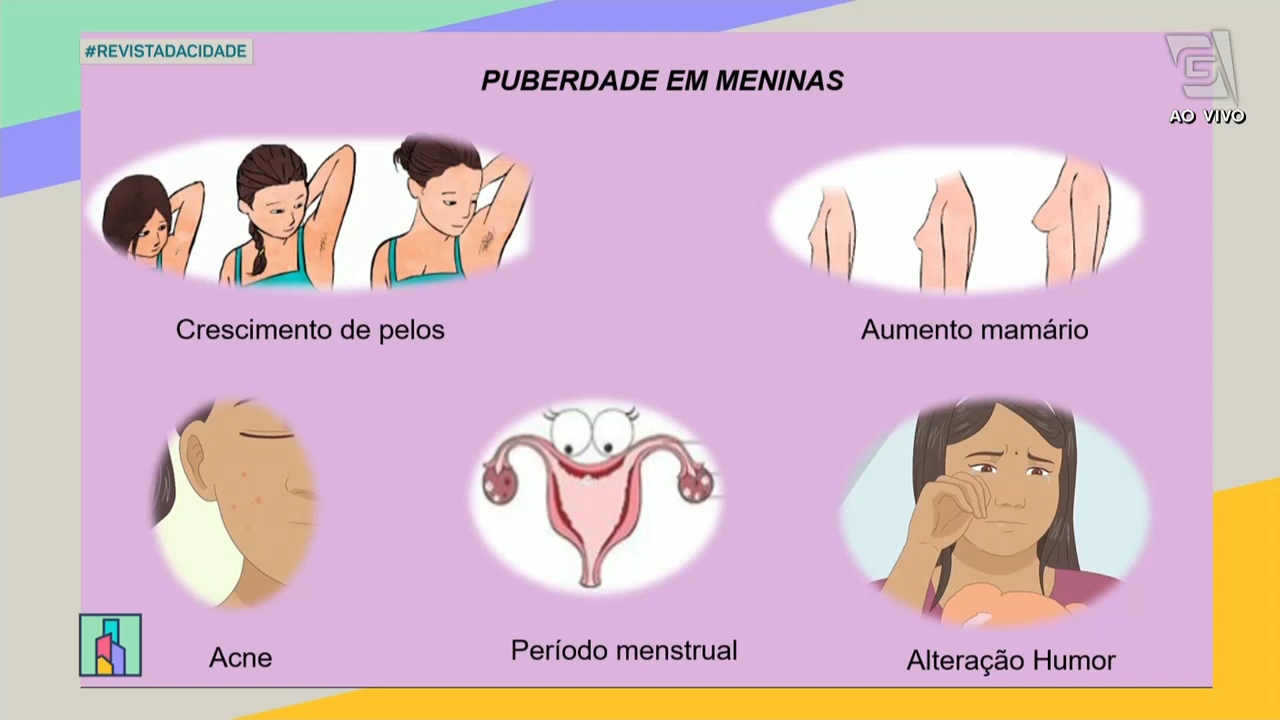 #REVISTADACIDADE
PUBERDADE EM MENINAS
AO VIVO
Crescimento de pelos
Aumento mamário
Acne
Período menstrual
Alteração Humor